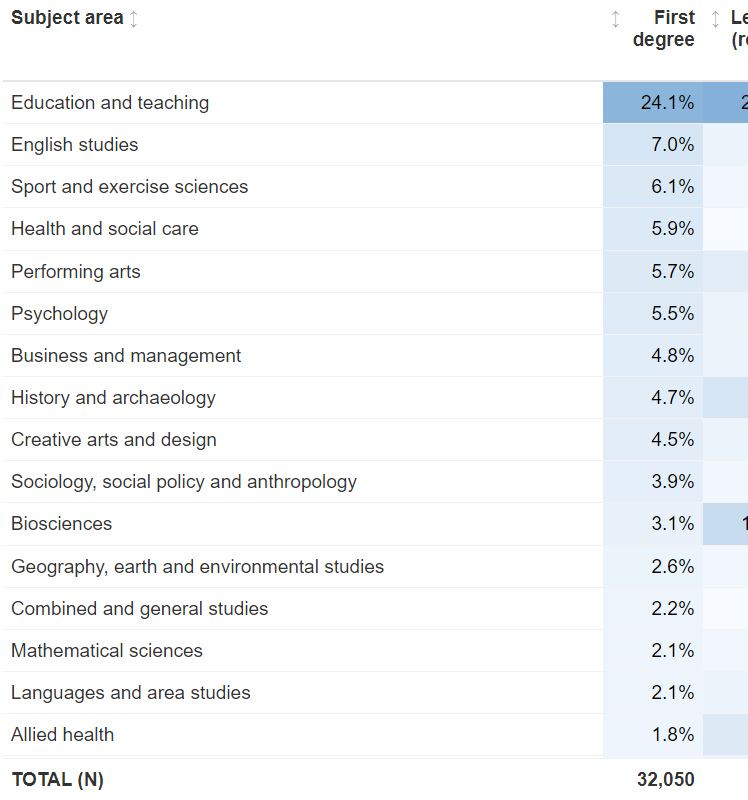 Subject area First Le
degree (re
Education and teaching 24.1% 2
English studies 7.0%
Sport and exercise sciences 6.1%
Health and social care 5.9%
Performing arts 5.7%
Psychology 5.5%
Business and management 4.8%
History and archaeology 4.7%
Creative arts and design 4.5%
Sociology, social policy and anthropology 3.9%
Biosciences 3.1% 1
Geography, earth and environmental studies 2.6%
Combined and general studies 2.2%
Mathematical sciences 2.1%
Languages and area studies 2.1%
Allied health 1.8%
TOTAL (N) 32,050